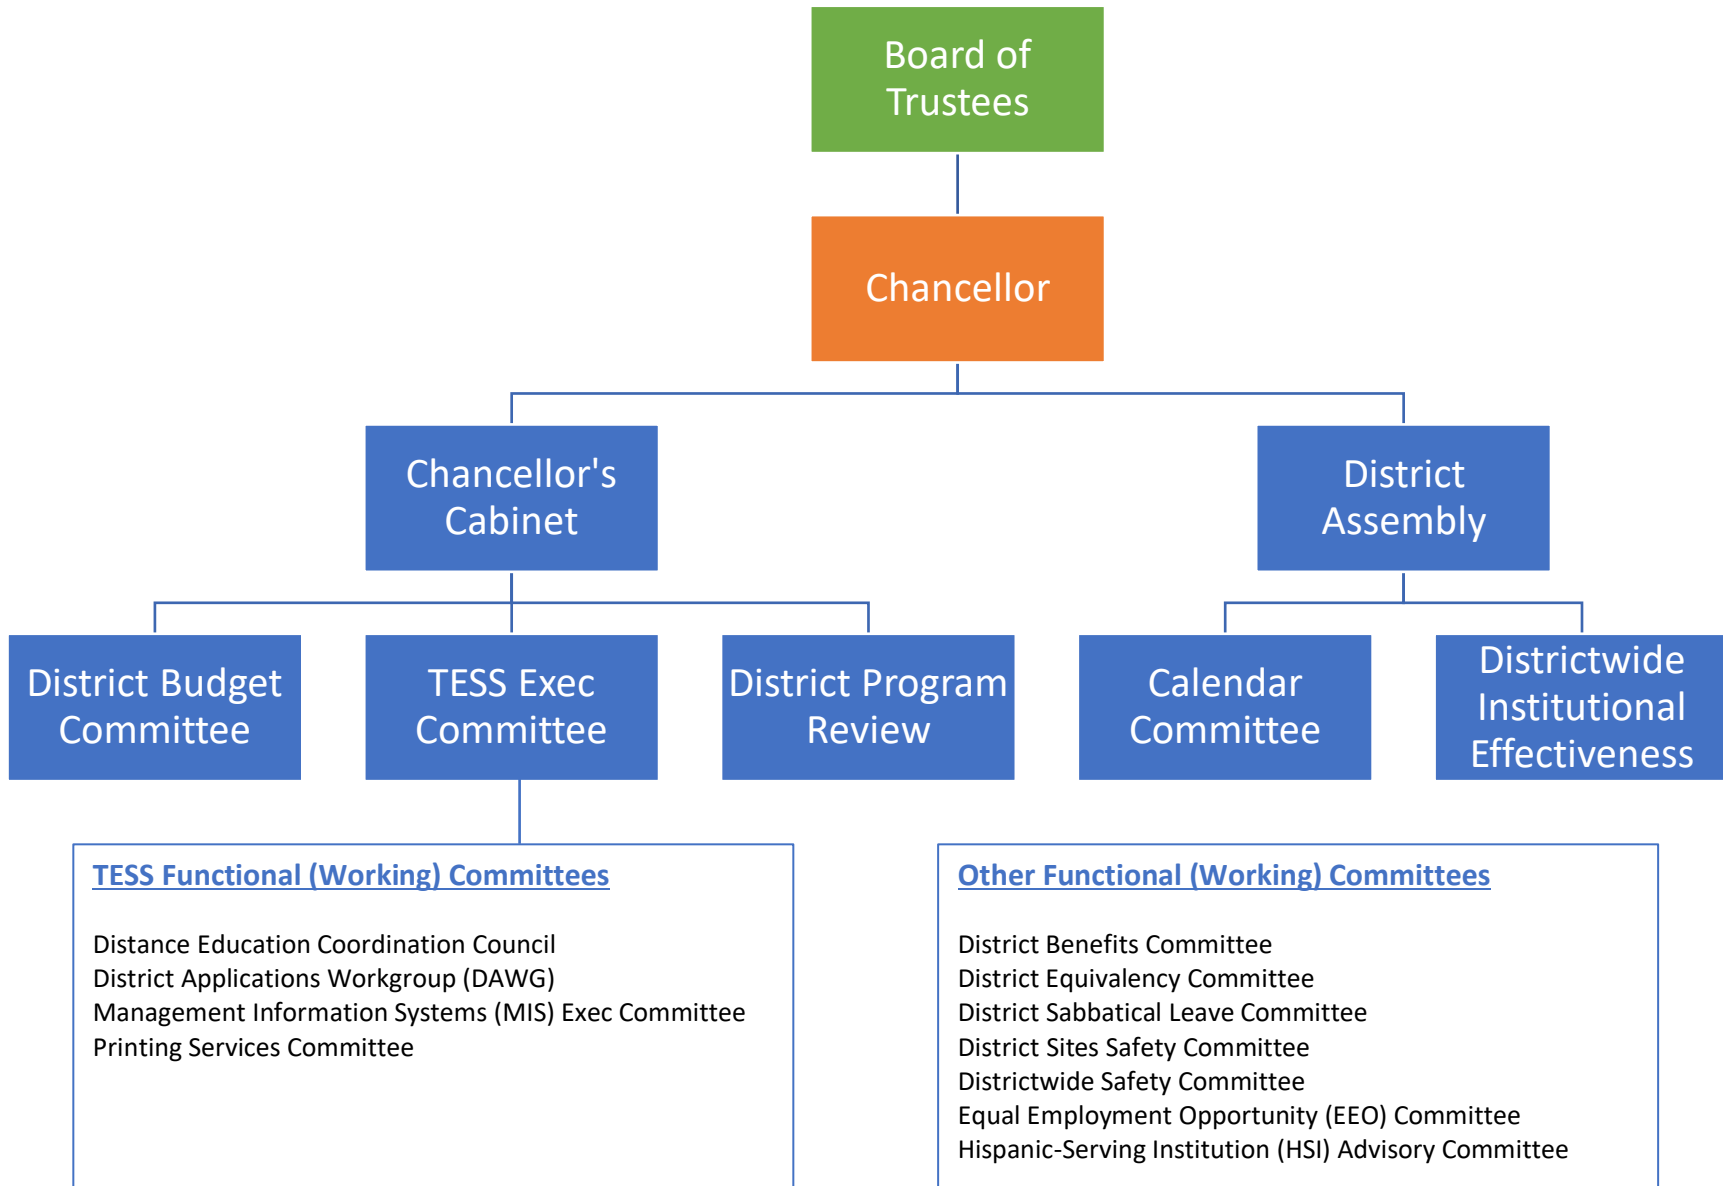 Board of
Trustees
Chancellor
Chancellor's
Cabinet
District
Assembly
District Budget
Committee
TESS Exec
Committee
District Program
Review
Calendar
Committee
Districtwide
Institutional
Effectiveness
TESS Functional (Working) Committees
Distance Education Coordination Council
District Applications Workgroup (DAWG)
Management Information Systems (MIS) Exec Committee
Printing Services Committee
Other Functional (Working) Committees
District Benefits Committee
District Equivalency Committee
District Sabbatical Leave Committee
District Sites Safety Committee
Districtwide Safety Committee
Equal Employment Opportunity (EEO) Committee
Hispanic-Serving Institution (HSI) Advisory Committee